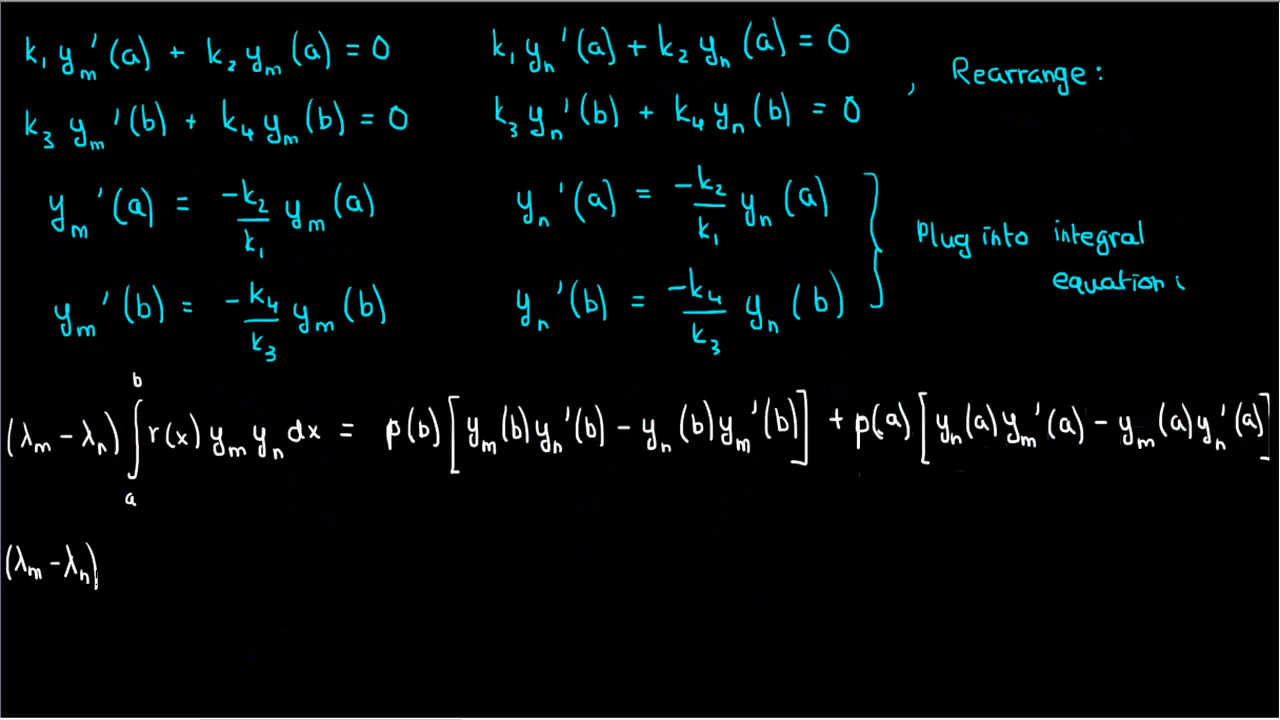 k₁ yₘ'(a) + k₂ yₘ(a) = 0   k₁ yₙ'(a) + k₂ yₙ(a) = 0
, Rearrange:
k₃ yₘ'(b) + k₄ yₘ(b) = 0   k₃ yₙ'(b) + k₄ yₙ(b) = 0
yₘ'(a) = -k₂/k₁ yₘ(a)   yₙ'(a) = -k₂/k₁ yₙ(a)
Plug into integral
equation
yₘ'(b) = -k₄/k₃ yₘ(b)   yₙ'(b) = -k₄/k₃ yₙ(b)
(λₘ - λₙ) ∫ₐᵇ r(x) yₘ yₙ dx = p(b) [yₘ(b) yₙ'(b) - yₙ(b) yₘ'(b)] + p(a) [yₙ(a) yₘ'(a) - yₘ(a) yₙ'(a)]
(λₘ - λₙ)